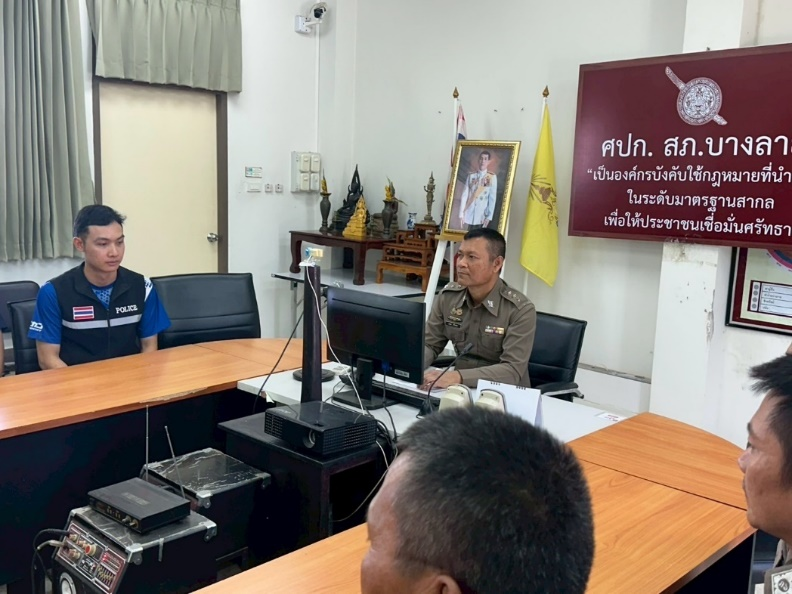 ศปก. สภ.บางลาย
"เป็นองค์กรบังคับใช้กฎหมายที่นำ
ในระดับมาตรฐานสากล
เพื่อให้ประชาชนเชื่อมั่นศรัทธา
POLICE